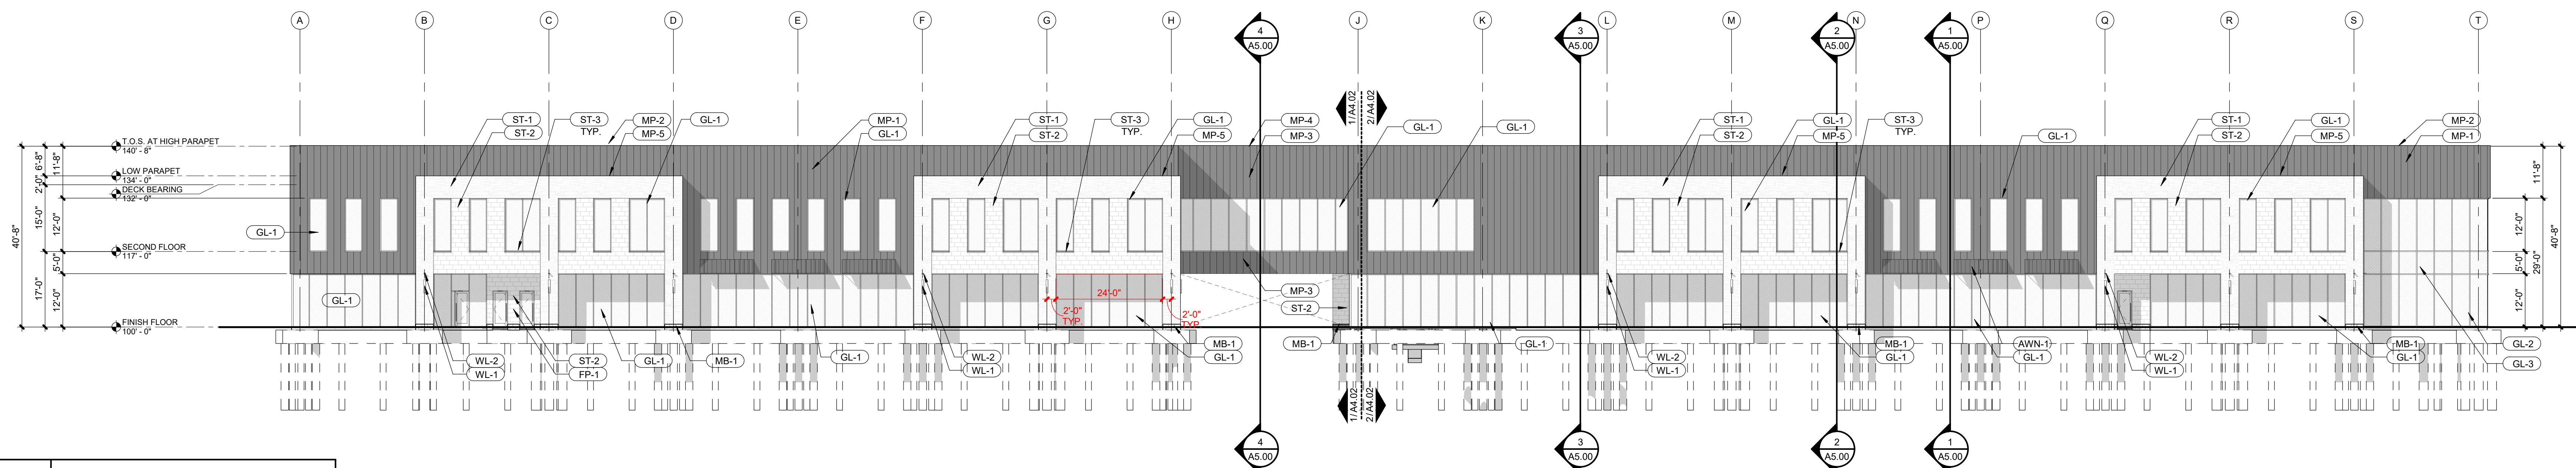 A B C D E F G H J K L M N P Q R S T
4 A5.00
3 A5.00
2 A5.00
1 A5.00
1/A4.02 2/A4.02
ST-1
ST-2
ST-3
TYP.
MP-2
MP-5
GL-1
MP-1
GL-1
ST-1
ST-2
ST-3
TYP.
GL-1
MP-5
MP-4
MP-3
GL-1
GL-1
ST-1
ST-2
GL-1
MP-5
ST-3
TYP.
GL-1
ST-1
ST-2
GL-1
MP-5
MP-2
MP-1
T.O.S. AT HIGH PARAPET
140' - 8"
LOW PARAPET
134' - 0"
DECK BEARING
132' - 0"
SECOND FLOOR
117' - 0"
FINISH FLOOR
100' - 0"
40'-8"
6'-8"
2'-0"
15'-0"
17'-0"
11'-8"
12'-0"
5'-0"
12'-0"
GL-1
GL-1
24'-0"
2'-0"
TYP
2'-0"
TYP
MP-3
ST-2
11'-8"
12'-0"
5'-0"
12'-0"
29'-0"
40'-8"
WL-2
WL-1
ST-2
FP-1
GL-1
MB-1
GL-1
WL-2
WL-1
MB-1
GL-1
MB-1
GL-1
WL-2
WL-1
MB-1
GL-1
AWN-1
GL-1
WL-2
WL-1
MB-1
GL-1
GL-2
GL-3
1/A4.02 2/A4.02
4 A5.00
3 A5.00
2 A5.00
1 A5.00